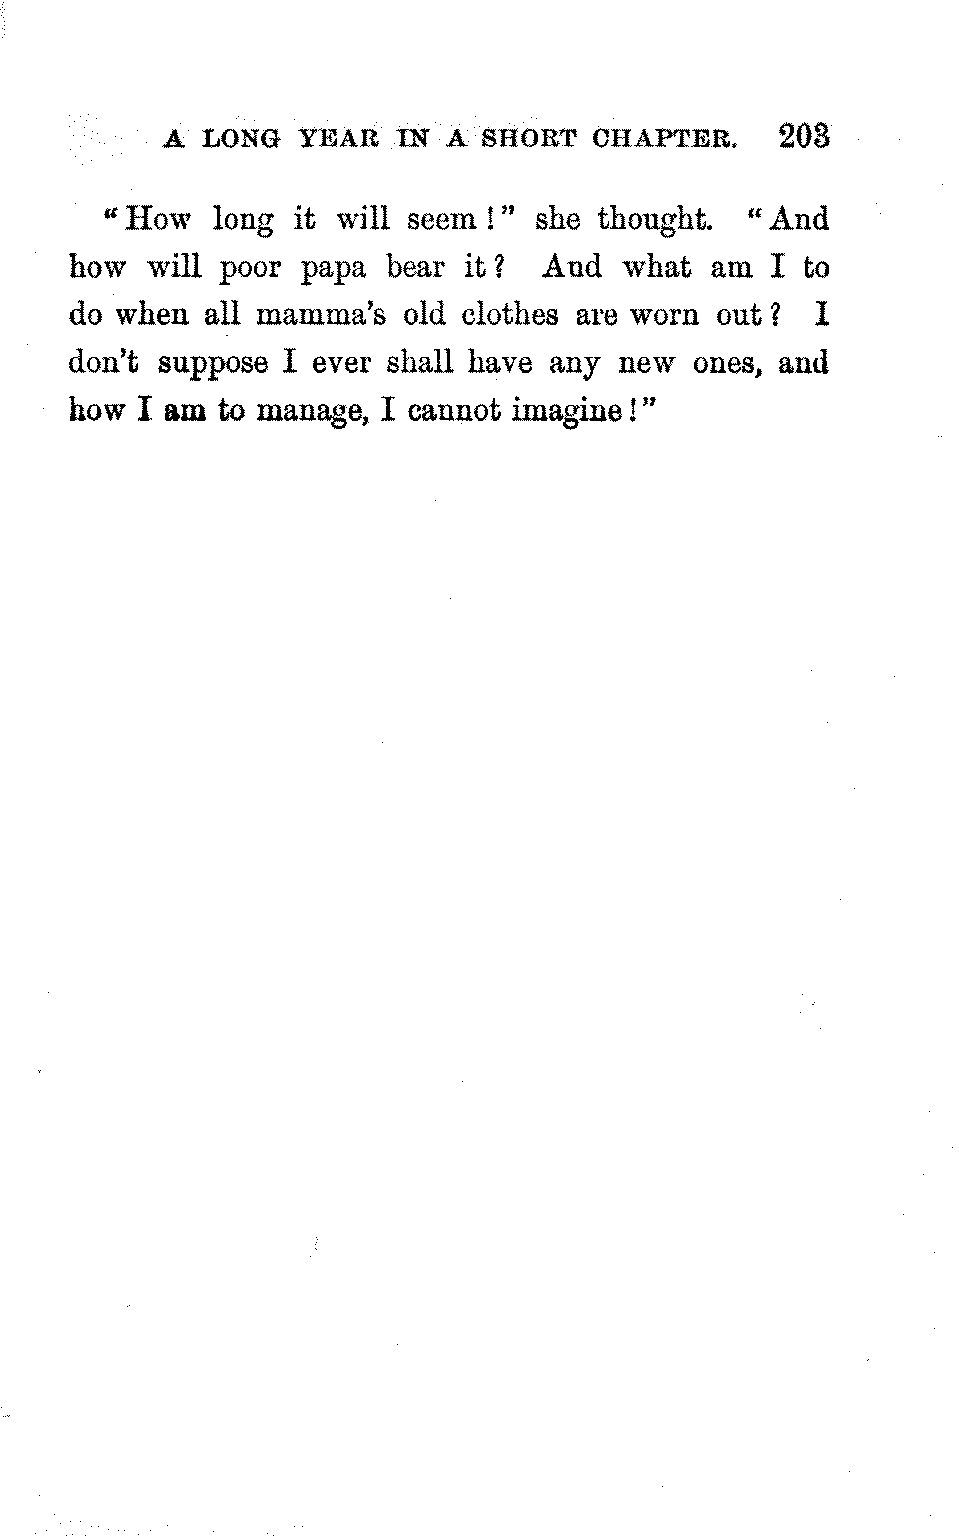 A LONG YEAR IN A SHORT CHAPTER. 203
"How long it will seem!" she thought. "And
how will poor papa bear it? And what am I to
do when all mamma's old clothes are worn out? I
don't suppose I ever shall have any new ones, and
how I am to manage, I cannot imagine!"